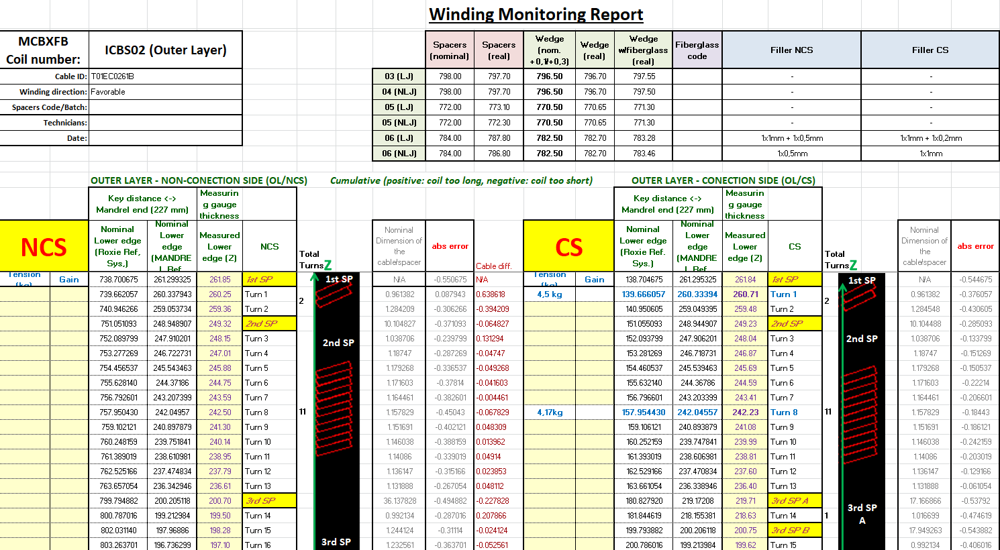 Winding Monitoring Report
MCBXFB
Coil number:
ICBS02 (Outer Layer)
Cable ID: T01EC0261B
Winding direction: Favorable
Spacers Code/Batch:
Technicians:
Date:
Spacers (nominal) Spacers (real) Wedge (nom. +0,1/+0,3) Wedge (real) Wedge w/fiberglass (real) Fiberglass code Filler NCS Filler CS
03 (LJ) 798.00 797.70 796.50 796.70 797.55 - -
04 (NLJ) 798.00 797.70 796.50 796.70 797.50 - -
05 (LJ) 772.00 773.10 770.50 770.65 771.30 - -
05 (NLJ) 772.00 772.30 770.50 770.65 771.30 - -
06 (LJ) 784.00 787.80 782.50 782.70 783.28 1x1mm + 1x0,5mm 1x1mm + 1x0,2mm
06 (NLJ) 784.00 786.80 782.50 782.70 783.46 1x0,5mm 1x1mm
OUTER LAYER - NON-CONECTION SIDE (OL/NCS) Cumulative (positive: coil too long, negative: coil too short) OUTER LAYER - CONECTION SIDE (OL/CS)
Key distance <-> Mandrel end (227 mm) Measuring gauge thickness Key distance <-> Mandrel end (227 mm) Measuring gauge thickness
NCS Nominal Lower edge (Roxie Ref, Sys,) Nominal Lower edge (MANDREL Ref Measured Lower edge (Z) NCS Total Turns Z Nominal Dimension of the cable/spacer abs error Cable diff. CS Nominal Lower edge (Roxie Ref. Sys.) Nominal Lower edge (MANDREL Ref Measured Lower edge (Z) CS Total Turns Z Nominal Dimension of the cable/spacer abs error
Tension (kg) Gain 738.700675 261.299325 261.85 1st SP 1st SP N/A -0.550675 N/A Tension (kg) Gain 138.704675 261.295325 261.84 1st SP 1st SP N/A -0.544675
739.662057 260.337943 260.25 Turn 1 2 0.961382 0.087943 0.638618 4,5 kg 139.666057 260.33394 260.71 Turn 1 2 0.961382 -0.376057
740.946266 259.053734 259.36 Turn 2 1.284209 -0.306266 -0.394209 140.950605 259.049395 259.48 Turn 2 1.284548 -0.430605
751.051093 248.948907 249.32 2nd SP 10.104827 -0.371093 -0.064827 151.055093 248.944907 249.23 2nd SP 10.104488 -0.285093
752.089799 247.910201 248.15 Turn 3 2nd SP 1.038706 -0.239799 0.131294 152.093799 247.906201 248.04 Turn 3 2nd SP 1.038706 -0.133799
753.277269 246.722731 247.01 Turn 4 1.18747 -0.287269 -0.04747 153.281269 246.718731 246.87 Turn 4 1.18747 -0.151269
754.456537 245.543463 245.88 Turn 5 1.179268 -0.336537 -0.049268 154.460537 245.539463 245.69 Turn 5 1.179268 -0.150537
755.628140 244.37186 244.75 Turn 6 1.171603 -0.37814 -0.041603 155.632140 244.36786 244.59 Turn 6 1.171603 -0.22214
756.792601 243.207399 243.59 Turn 7 1.164461 -0.382601 -0.004461 156.796601 243.203399 243.41 Turn 7 1.164461 -0.206601
757.950430 242.04957 242.50 Turn 8 11 1.157829 -0.45043 -0.067829 4,17kg 157.954430 242.04557 242.23 Turn 8 11 1.157829 -0.18443
759.102121 240.897879 241.30 Turn 9 1.151691 -0.402121 0.048309 159.106121 240.893879 241.08 Turn 9 1.151691 -0.186121
760.248159 239.751841 240.14 Turn 10 1.146038 -0.388159 0.013962 160.252159 239.747841 239.99 Turn 10 1.146038 -0.242159
761.389019 238.610981 238.95 Turn 11 1.14086 -0.339019 0.04914 161.393019 238.606981 238.81 Turn 11 1.14086 -0.203019
762.525166 237.474834 237.79 Turn 12 1.136147 -0.315166 0.023853 162.529166 237.470834 237.60 Turn 12 1.136147 -0.129166
763.657054 236.342946 236.61 Turn 13 1.131888 -0.267054 0.048112 163.661054 236.338946 236.40 Turn 13 1.131888 -0.061054
799.794882 200.205118 200.70 3rd SP 36.137828 -0.494882 -0.227828 180.827920 219.17208 219.71 3rd SP A 3rd SP A 17.166866 -0.53792
800.787016 199.212984 199.50 Turn 14 0.992134 -0.287016 0.207866 181.844619 218.155381 218.63 Turn 14 1 1.016699 -0.474619
802.031140 197.96886 198.28 Turn 15 1.244124 -0.31114 -0.024124 199.793882 200.206118 200.75 3rd SP B 17.949263 -0.543882
803.263701 196.736299 197.10 Turn 16 3rd SP 1.232561 -0.363701 -0.052561 200.786016 199.213984 199.62 Turn 15 0.992134 -0.406016